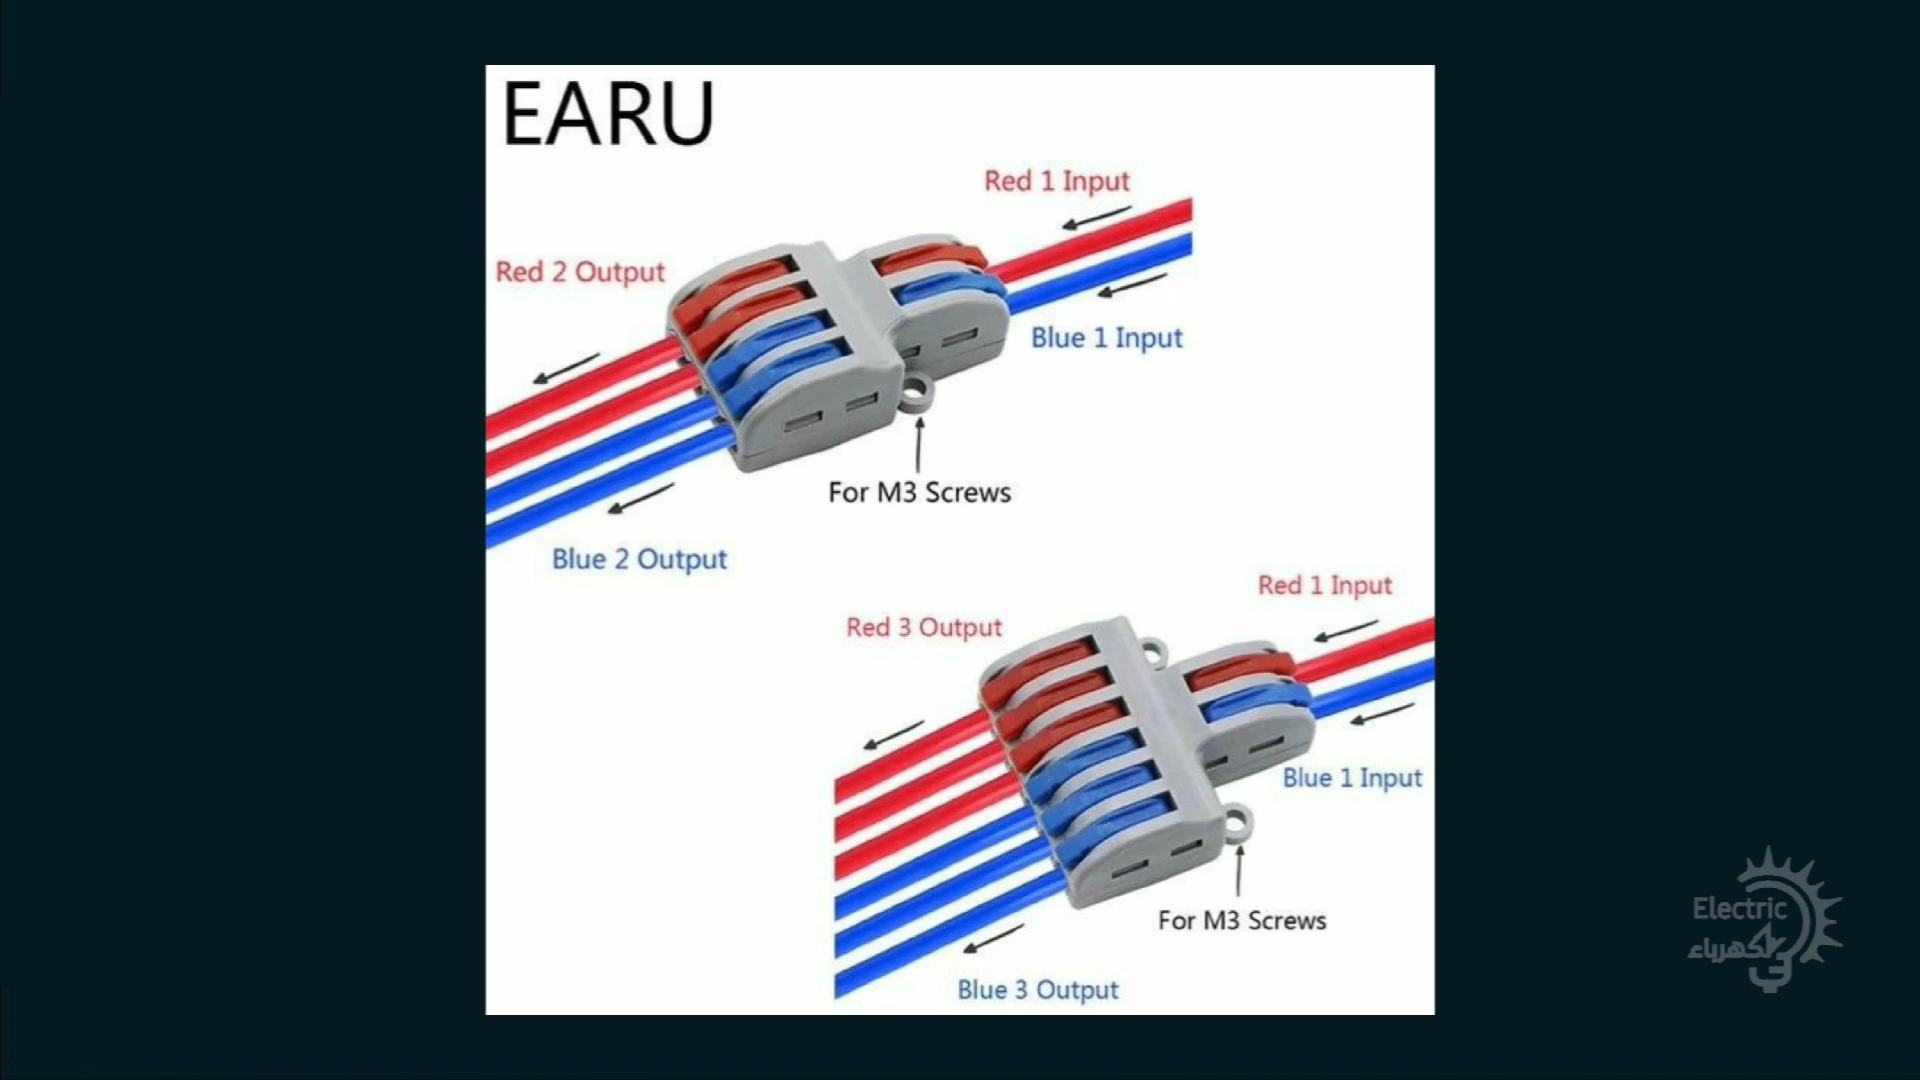 EARU
Red 1 Input
Red 2 Output
Blue 1 Input
For M3 Screws
Blue 2 Output
Red 1 Input
Red 3 Output
Blue 1 Input
For M3 Screws
Blue 3 Output
Electric
كهرباء